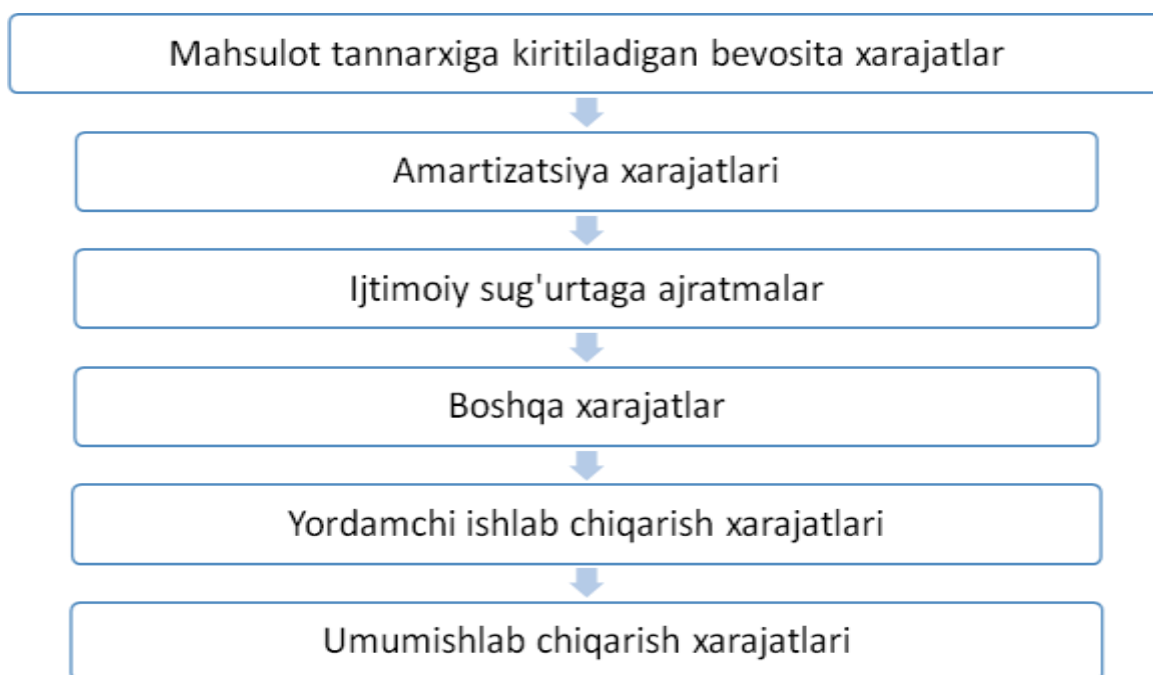 Mahsulot tannarxiga kiritiladigan bevosita xarajatlar
Amartizatsiya xarajatlari
Ijtimoiy sug'urtaga ajratmalar
Boshqa xarajatlar
Yordamchi ishlab chiqarish xarajatlari
Umumishlab chiqarish xarajatlari